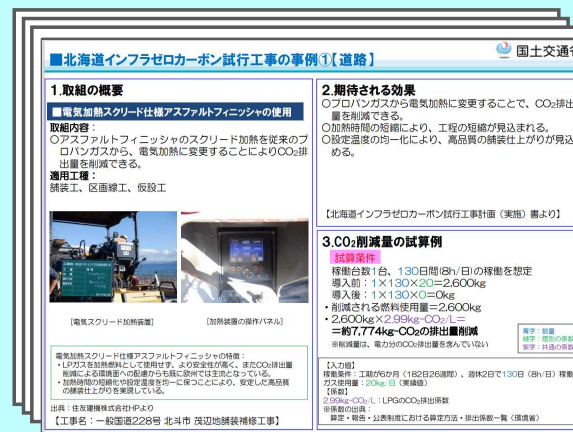 ■北海道インフラゼロカーボン試行工事の事例①【道路】
国土交通省
1.取組の概要
■電気加熱スクリード仕様アスファルトフィニッシャの使用
取組内容：
○アスファルトフィニッシャのスクリード加熱を従来のプ
ロパンガスから、電気加熱に変更することによりCO₂排
出量を削減できる。
適用工種：
舗装工、区画線工、仮設工
[電気スクリード加熱装置]
[加熱装置の操作パネル]
電気加熱スクリード仕様アスファルトフィニッシャの特徴：
・LPガスを加熱燃料として使用せず、より安全性が高く、またCO₂排出量
削減による環境面への配慮からも既に欧州では主流となっている。
・加熱時間の短縮化や設定温度を均一に保つことにより、安定した高品質
の舗装仕上がりを実現している。
出典：住友建機株式会社HPより
【工事名：一般国道228号 北斗市 茂辺地舗装補修工事】
2.期待される効果
○プロパンガスから電気加熱に変更することで、CO₂排出
量を削減できる。
○加熱時間の短縮により、工程の短縮が見込まれる。
○設定温度の均一化により、高品質の舗装仕上がりが見込
める。
【北海道インフラゼロカーボン試行工事計画（実施）書より】
3.CO₂削減量の試算例
試算条件
稼働台数1台、130日間(8h/日)の稼働を想定
導入前：1×130×20=2,600kg
導入後：1×130×0=0kg
・削減される燃料使用量=2,600kg
・2,600kg×2.99kg-CO₂/L=
=約7,774kg-CO₂の排出量削減
※削減量は、電力分のCO₂排出量を含んでいない
青字：数量
緑字：個別の係数
紫字：共通の係数
【入力値】
稼働条件：工期が6か月（182日26週間）、週休2日で130日（8h/日）稼働
ガス使用量：20kg/日（実績値）
【係数】
2.99kg-CO₂/L：LPGのCO₂排出係数
※係数の出典：
算定・報告・公表制度における算定方法・排出係数一覧（環境省）